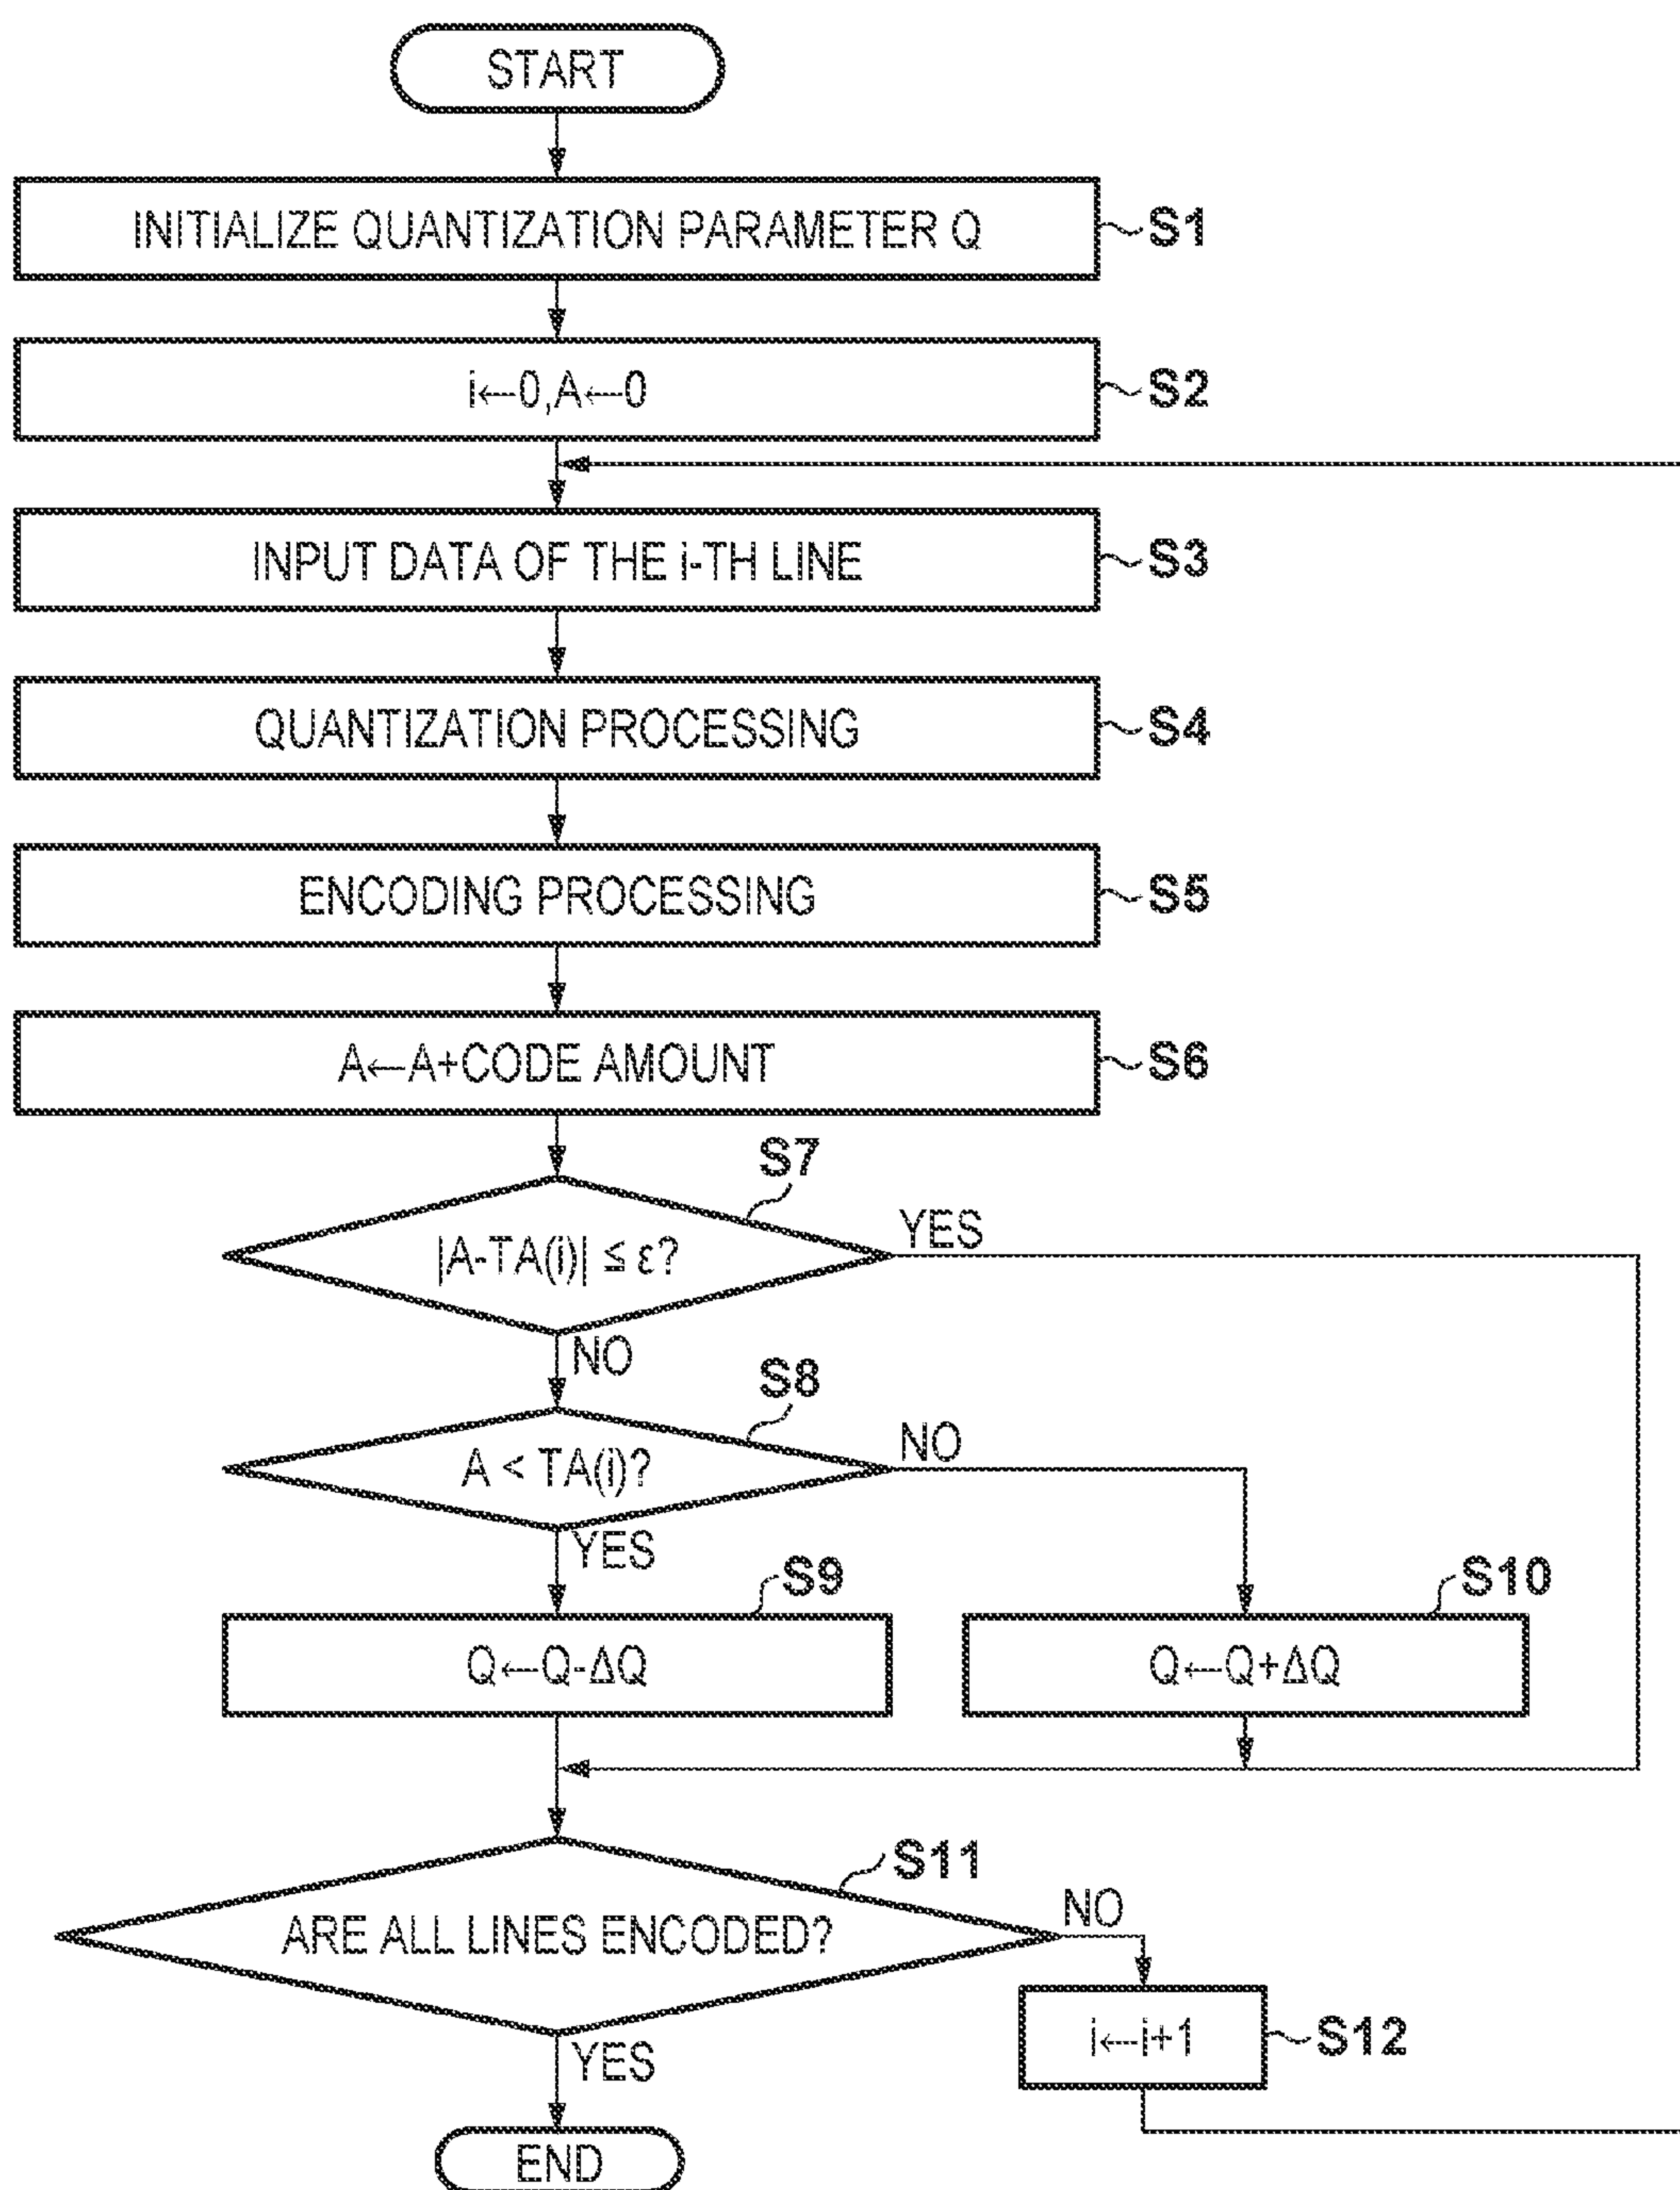 START
INITIALIZE QUANTIZATION PARAMETER Q
S1
i←0,A←0
S2
INPUT DATA OF THE i-TH LINE
S3
QUANTIZATION PROCESSING
S4
ENCODING PROCESSING
S5
A←A+CODE AMOUNT
S6
S7
|A-TA(i)| ≦ ε?
YES
NO
S8
A < TA(i)?
NO
YES
S9
Q←Q-ΔQ
S10
Q←Q+ΔQ
S11
ARE ALL LINES ENCODED?
NO
YES
i←i+1
S12
END